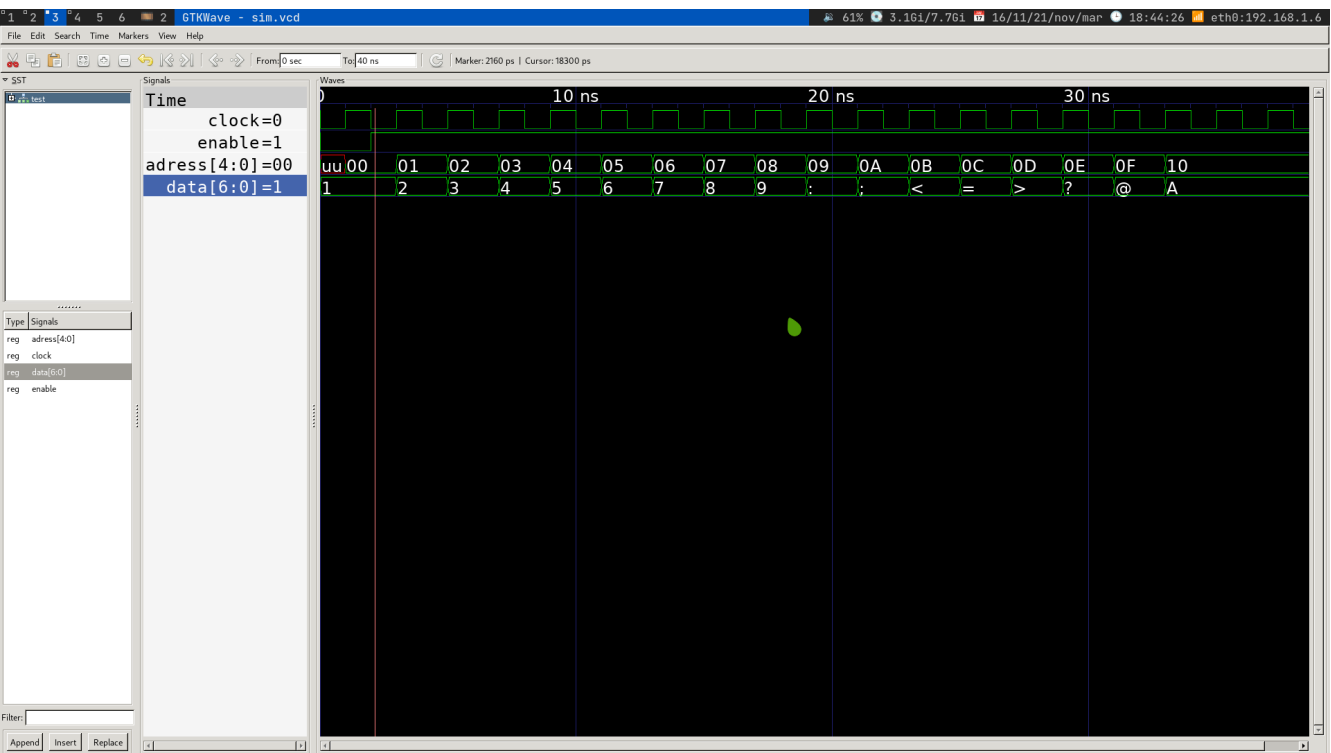 1 2 3 4 5 6 2 GTKWave - sim.vcd 61% 3.1Gi/7.7Gi 16/11/21/nov/mar 18:44:26 eth0:192.168.1.6
File Edit Search Time Markers View Help
From: 0 sec To: 40 ns Marker: 2160 ps | Cursor: 18300 ps
SST
test
Type Signals
reg adress[4:0]
reg clock
reg data[6:0]
reg enable
Filter:
Append Insert Replace
Signals
Time
clock=0
enable=1
adress[4:0]=00
data[6:0]=1
Waves
0 10 ns 20 ns 30 ns
uu 00 01 02 03 04 05 06 07 08 09 0A 0B 0C 0D 0E 0F 10
1 2 3 4 5 6 7 8 9 : ; < = > ? @ A